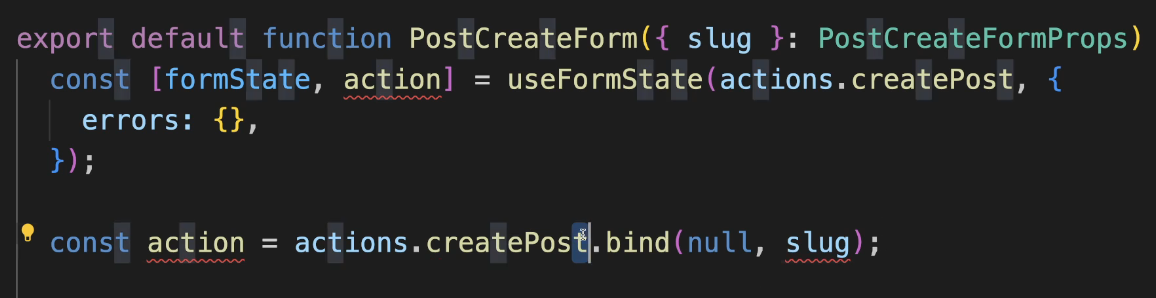 export default function PostCreateForm({ slug }: PostCreateFormProps)
const [formState, action] = useFormState(actions.createPost, {
errors: {},
});
const action = actions.createPost.bind(null, slug);